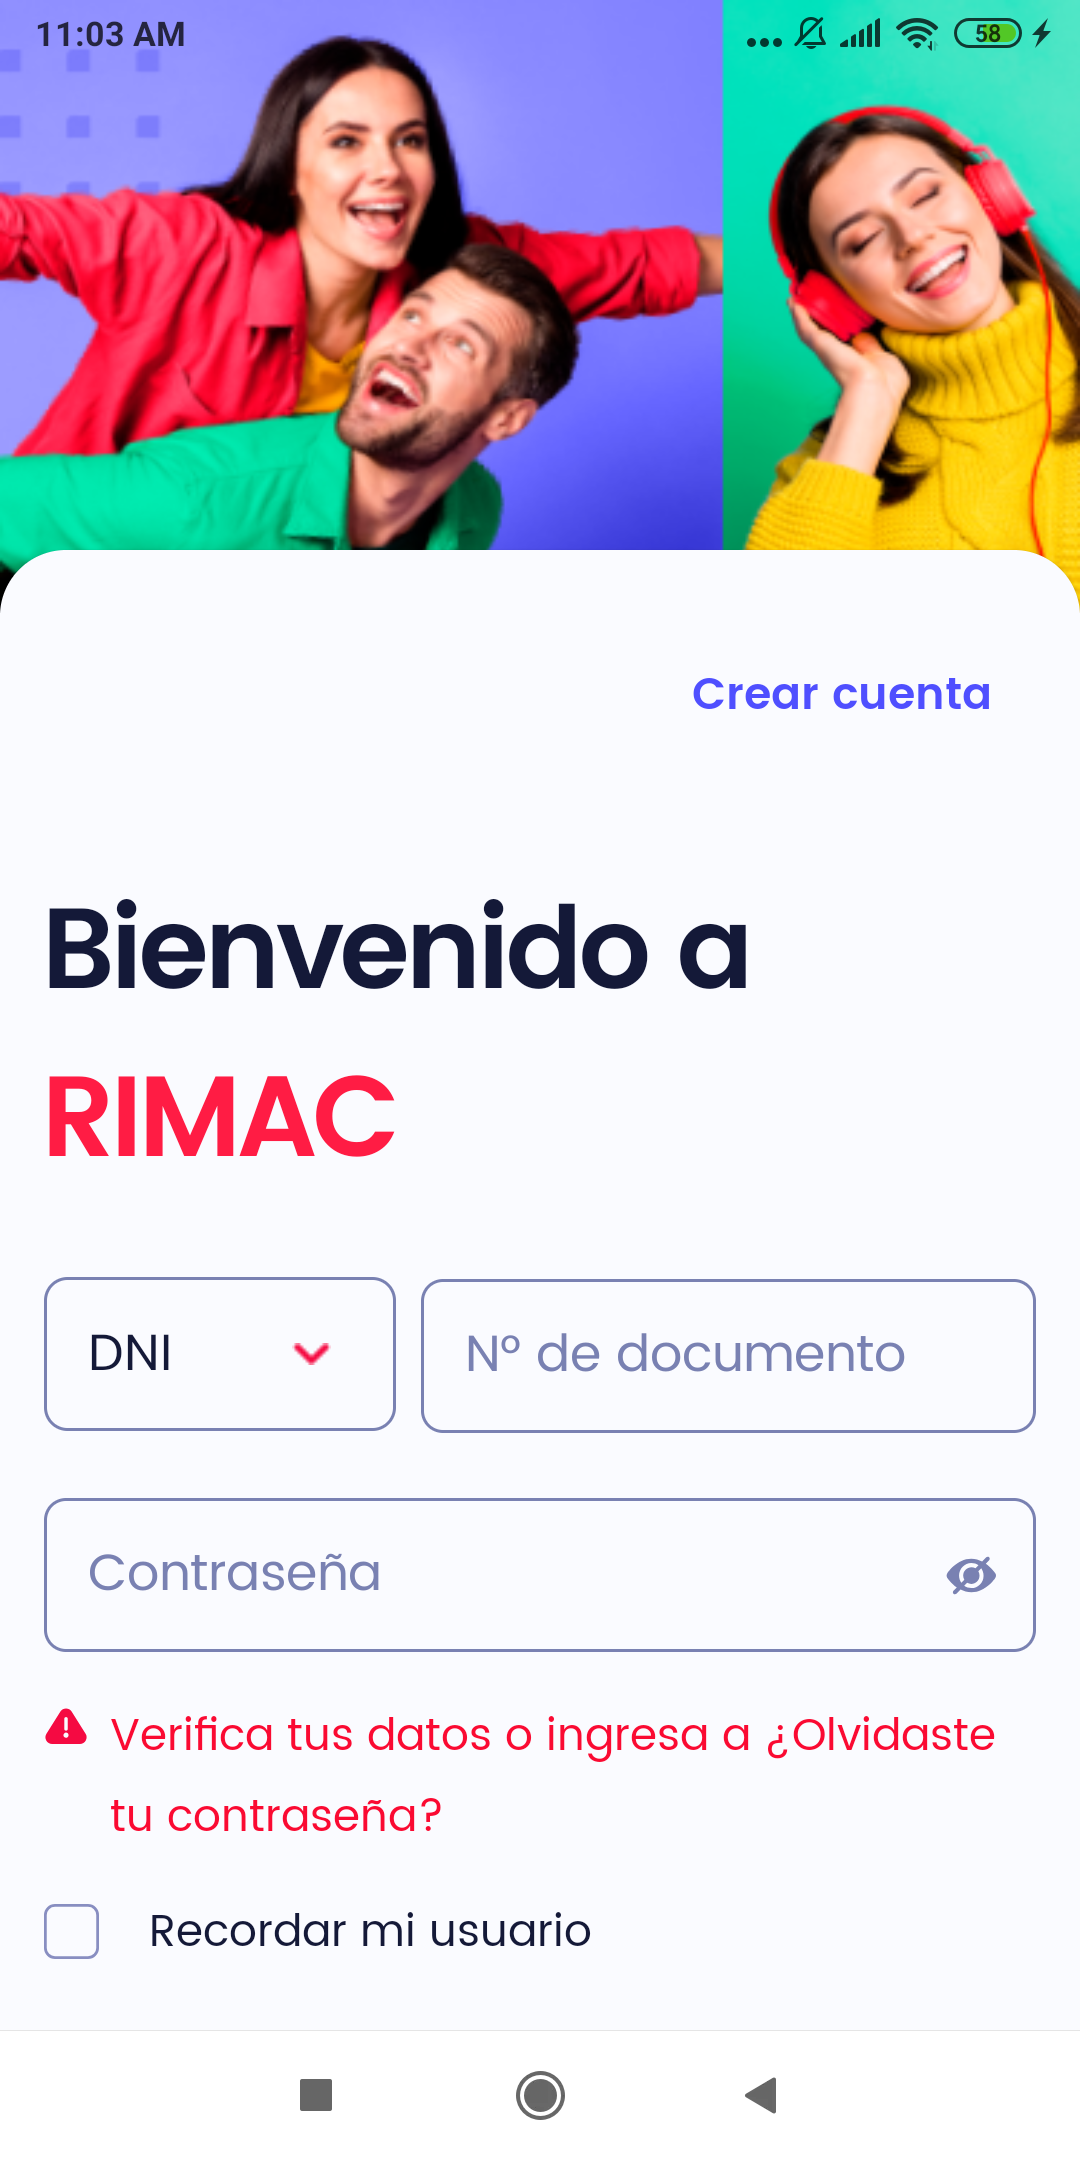 11:03 AM
58
Crear cuenta
Bienvenido a
RIMAC
DNI
Nº de documento
Contraseña
Verifica tus datos o ingresa a ¿Olvidaste
tu contraseña?
Recordar mi usuario